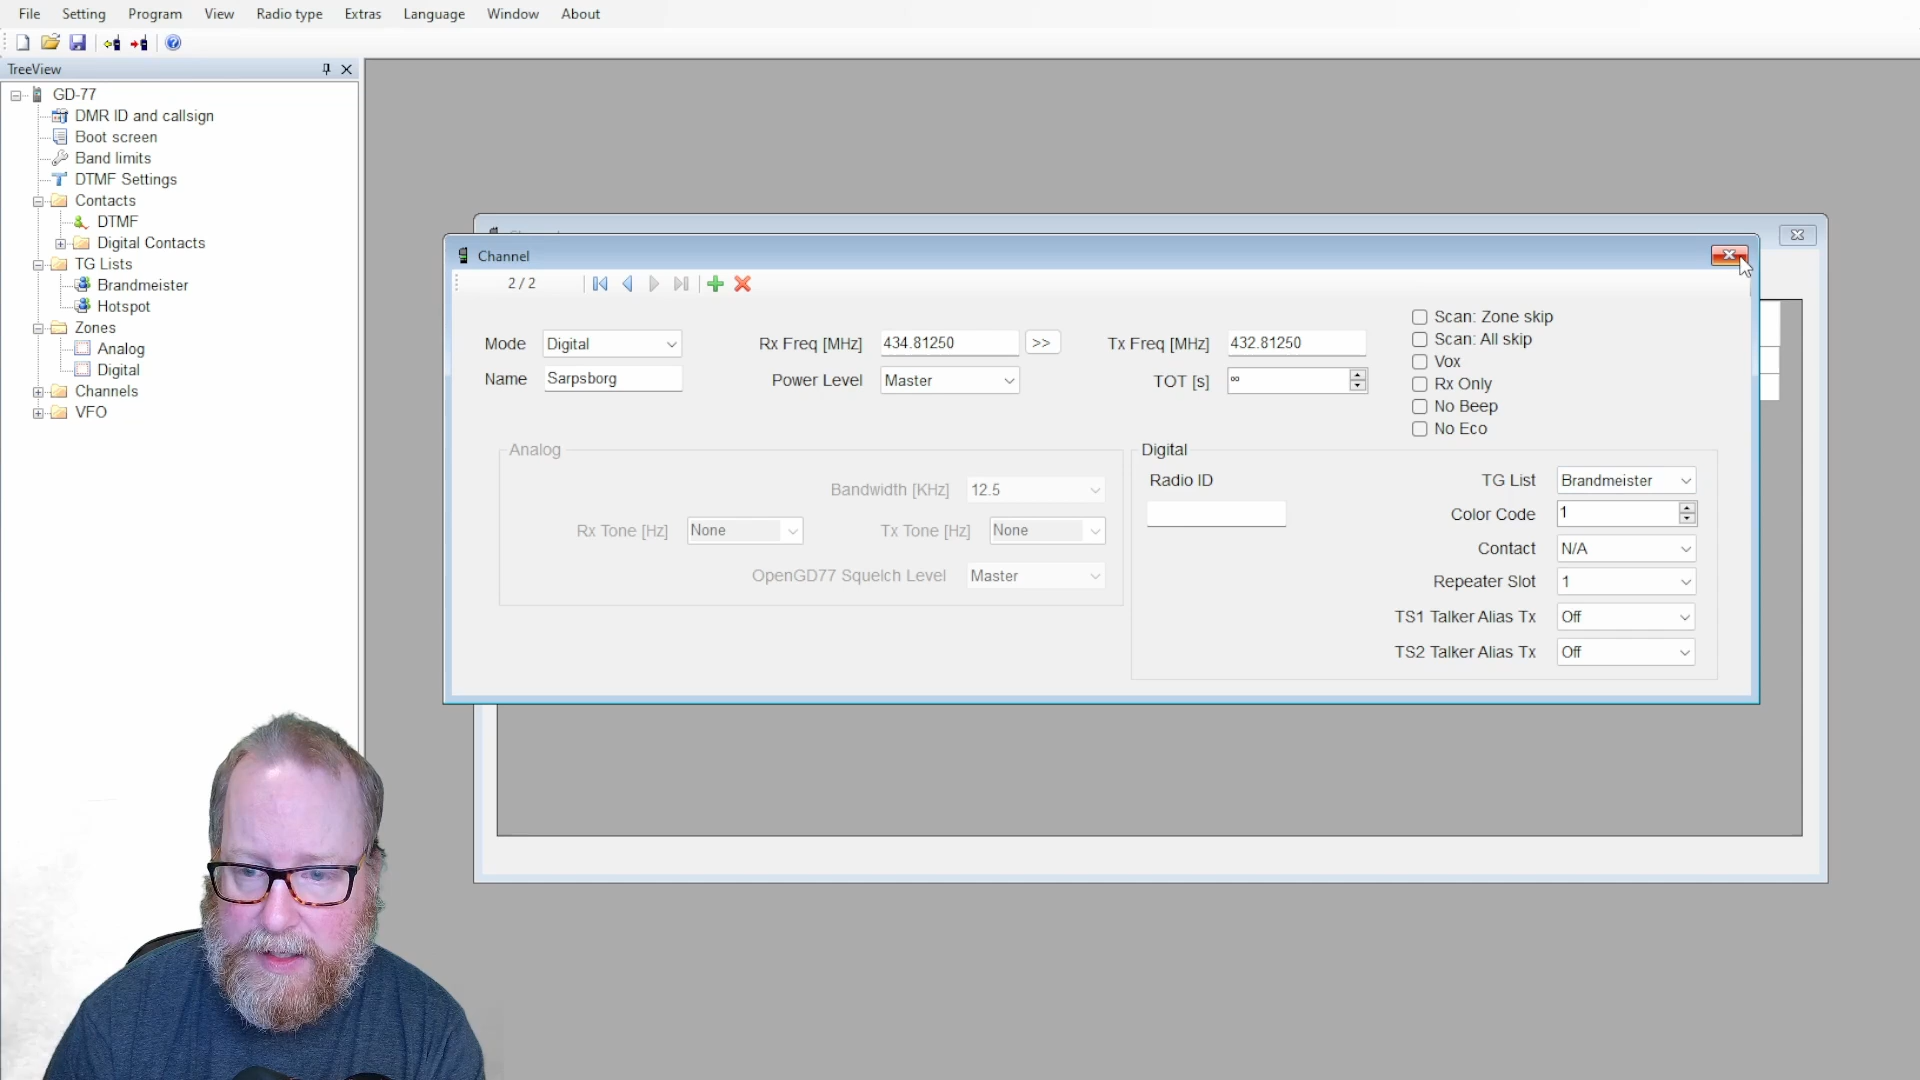 File Setting Program View Radio type Extras Language Window About
TreeView
GD-77
DMR ID and callsign
Boot screen
Band limits
DTMF Settings
Contacts
DTMF
Digital Contacts
TG Lists
Brandmeister
Hotspot
Zones
Analog
Digital
Channels
VFO
Channel
2 / 2
Mode Digital
Rx Freq [MHz] 434.81250 >>
Tx Freq [MHz] 432.81250
Name Sarpsborg
Power Level Master
TOT [s] ∞
Scan: Zone skip
Scan: All skip
Vox
Rx Only
No Beep
No Eco
Analog
Bandwidth [KHz] 12.5
Rx Tone [Hz] None
Tx Tone [Hz] None
OpenGD77 Squelch Level Master
Digital
Radio ID
TG List Brandmeister
Color Code 1
Contact N/A
Repeater Slot 1
TS1 Talker Alias Tx Off
TS2 Talker Alias Tx Off